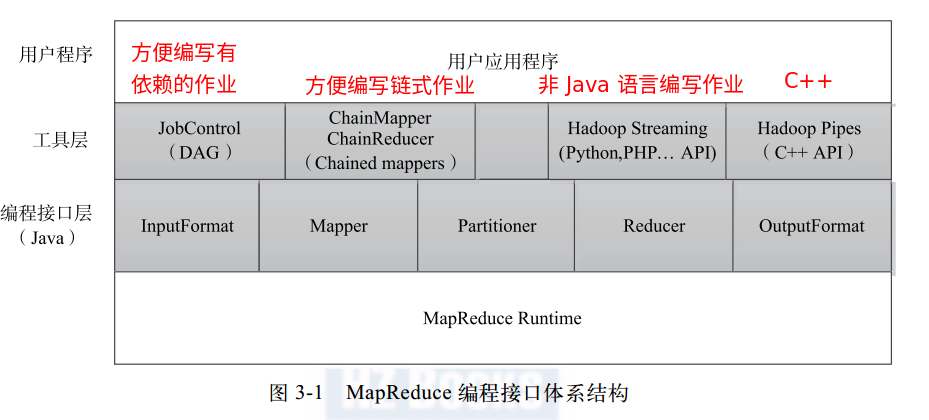 用户程序
方便编写有
依赖的作业
用户应用程序
方便编写链式作业
非 Java 语言编写作业
C++
工具层
JobControl
（DAG）
ChainMapper
ChainReducer
（Chained mappers）
Hadoop Streaming
(Python,PHP… API)
Hadoop Pipes
（C++ API）
编程接口层
（Java）
InputFormat
Mapper
Partitioner
Reducer
OutputFormat
MapReduce Runtime
图 3-1 MapReduce 编程接口体系结构